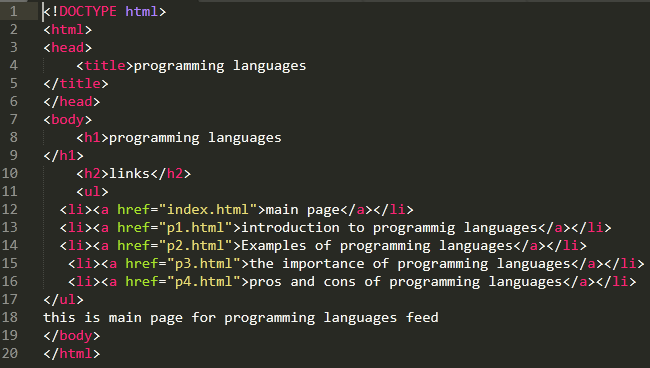 1 <!DOCTYPE html>
2 <html>
3 <head>
4     <title>programming languages
5 </title>
6 </head>
7 <body>
8     <h1>programming languages
9 </h1>
10     <h2>links</h2>
11     <ul>
12   <li><a href="index.html">main page</a></li>
13   <li><a href="p1.html">introduction to programmig languages</a></li>
14   <li><a href="p2.html">Examples of programming languages</a></li>
15    <li><a href="p3.html">the importance of programming languages</a></li>
16    <li><a href="p4.html">pros and cons of programming languages</a></li>
17 </ul>
18 this is main page for programming languages feed
19 </body>
20 </html>